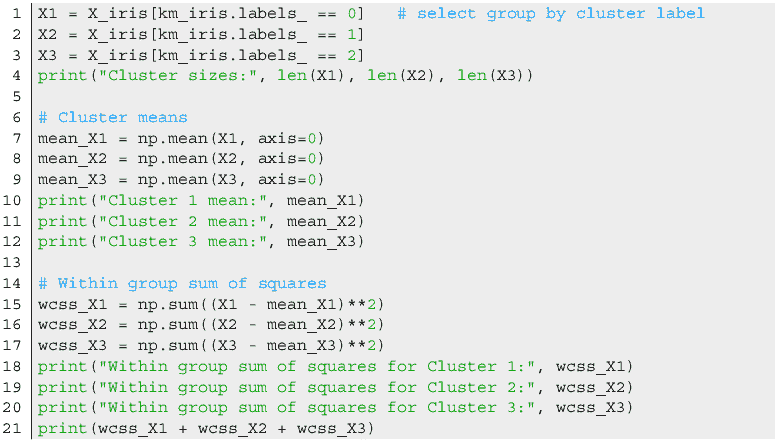 1 X1 = X_iris[km_iris.labels_ == 0]   # select group by cluster label
2 X2 = X_iris[km_iris.labels_ == 1]
3 X3 = X_iris[km_iris.labels_ == 2]
4 print("Cluster sizes:", len(X1), len(X2), len(X3))
5
6 # Cluster means
7 mean_X1 = np.mean(X1, axis=0)
8 mean_X2 = np.mean(X2, axis=0)
9 mean_X3 = np.mean(X3, axis=0)
10 print("Cluster 1 mean:", mean_X1)
11 print("Cluster 2 mean:", mean_X2)
12 print("Cluster 3 mean:", mean_X3)
13
14 # Within group sum of squares
15 wcss_X1 = np.sum((X1 - mean_X1)**2)
16 wcss_X2 = np.sum((X2 - mean_X2)**2)
17 wcss_X3 = np.sum((X3 - mean_X3)**2)
18 print("Within group sum of squares for Cluster 1:", wcss_X1)
19 print("Within group sum of squares for Cluster 2:", wcss_X2)
20 print("Within group sum of squares for Cluster 3:", wcss_X3)
21 print(wcss_X1 + wcss_X2 + wcss_X3)